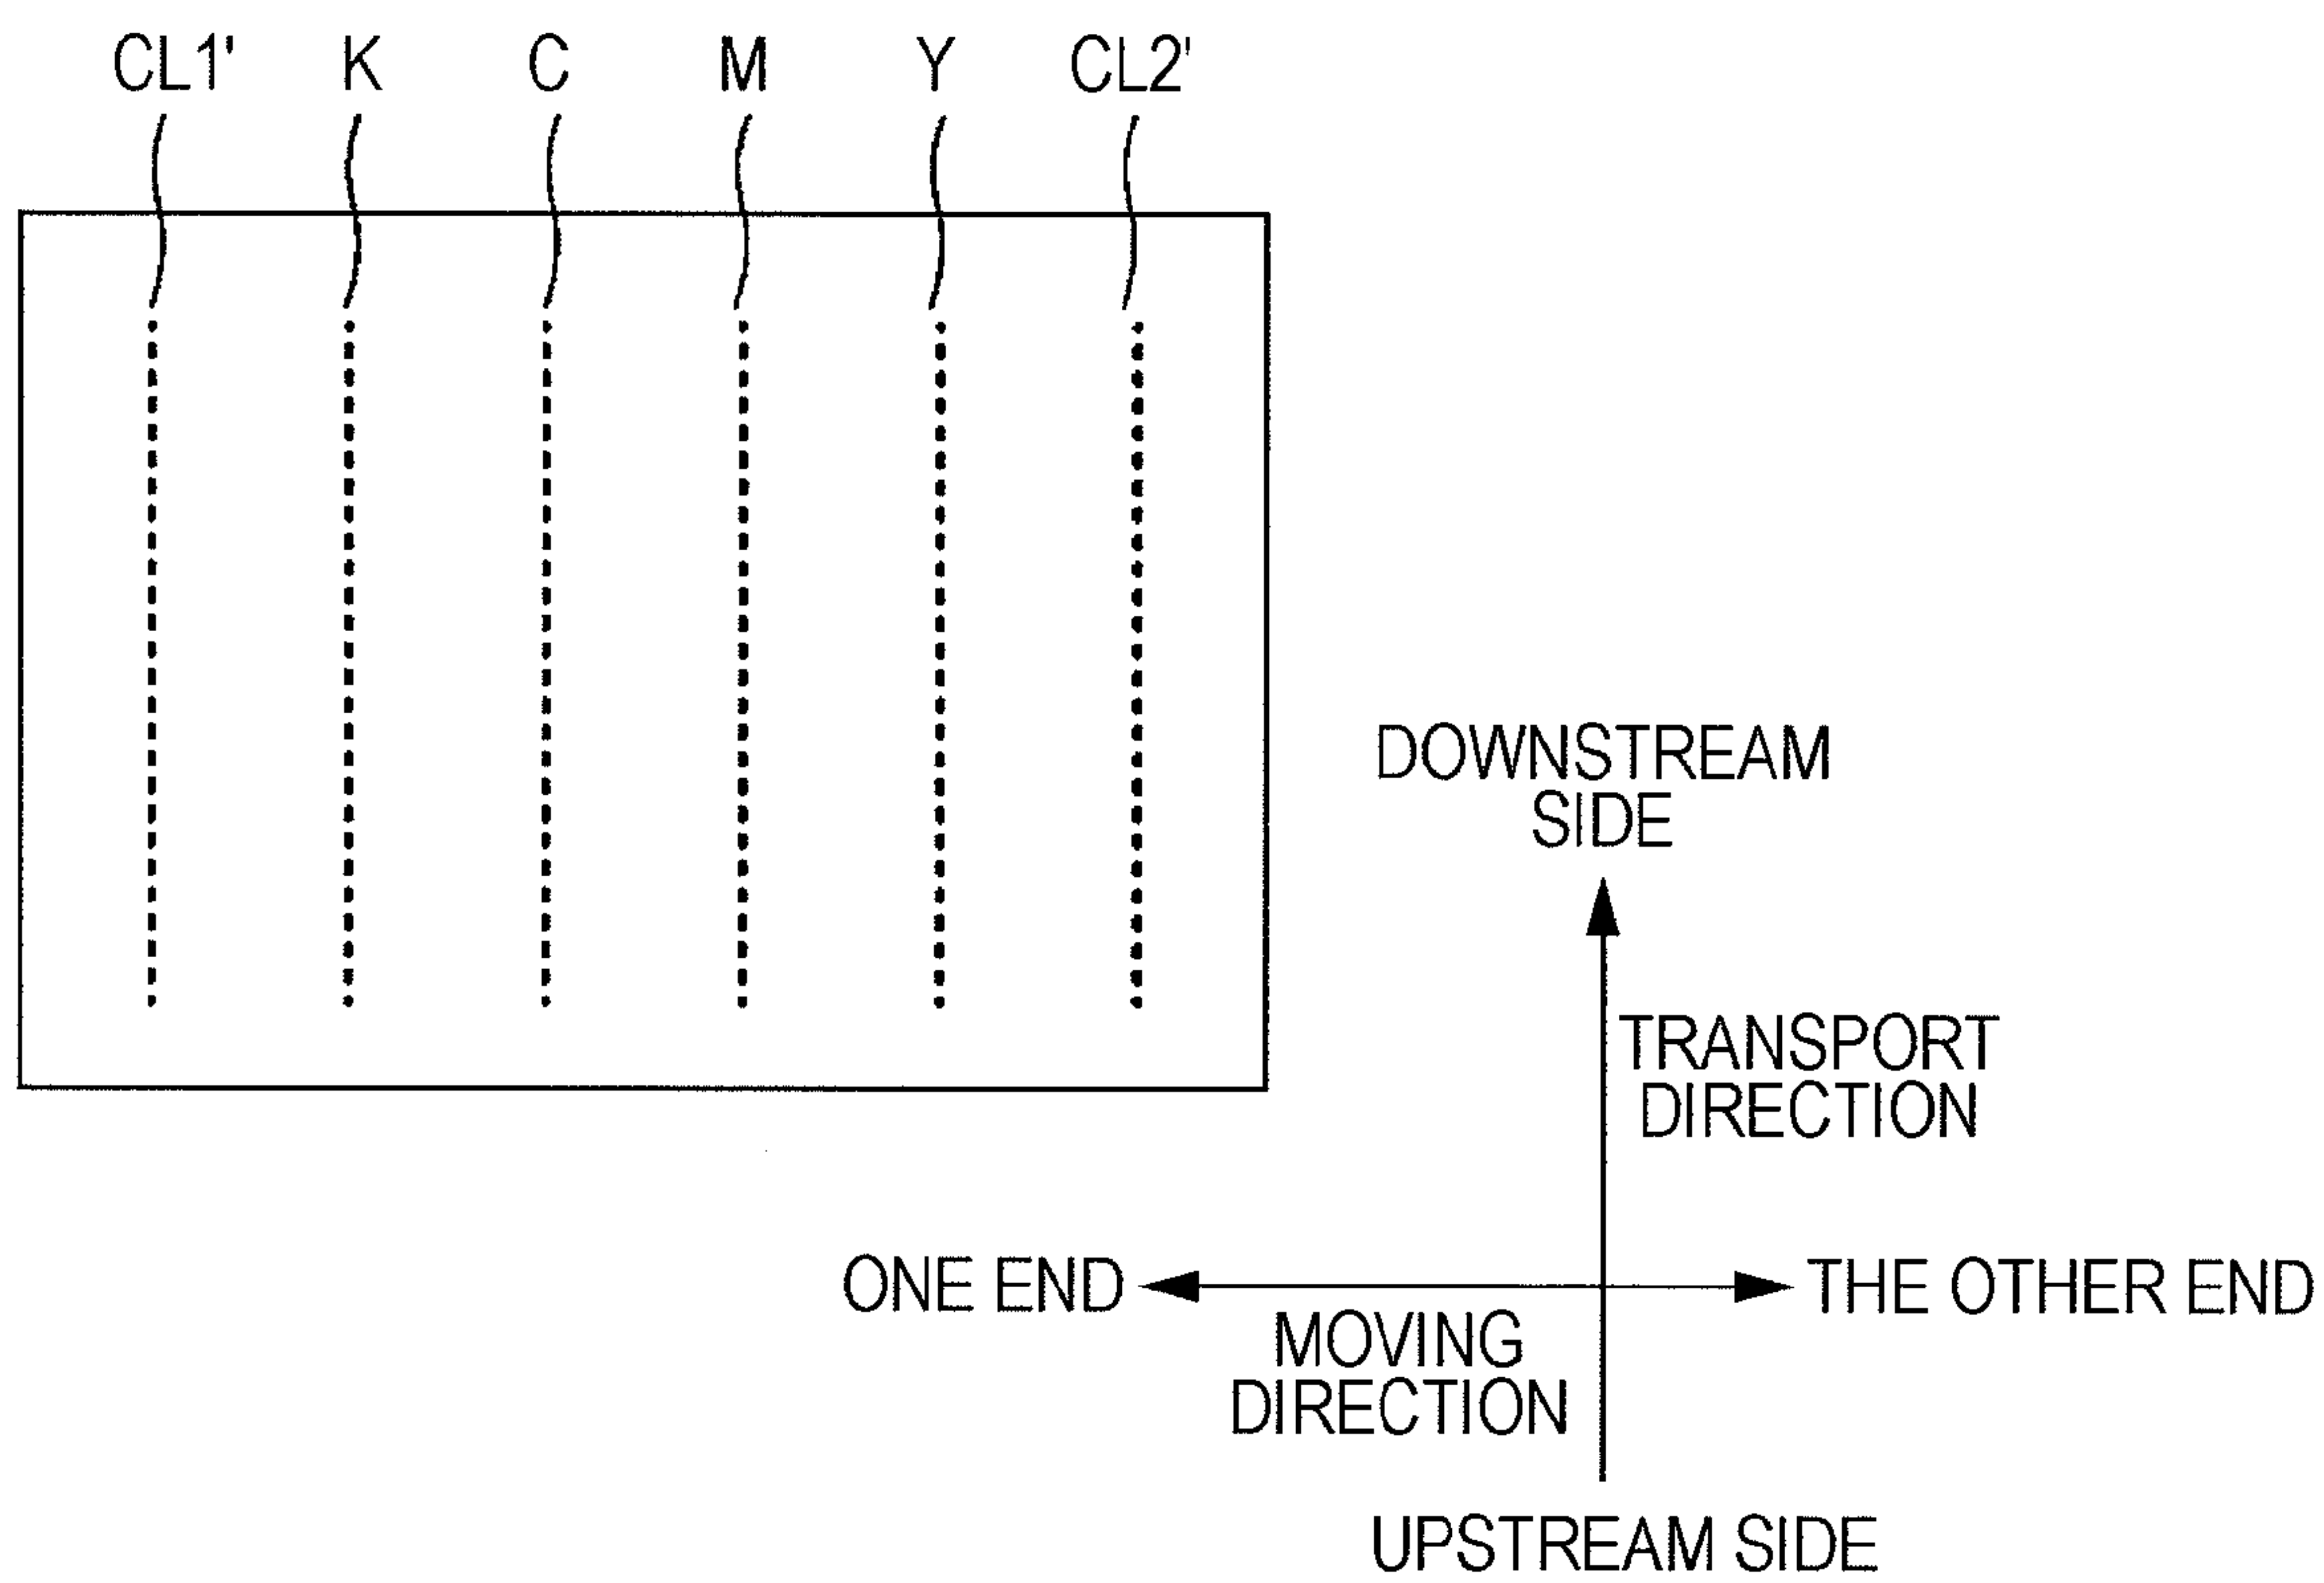 CL1' K C M Y CL2'
DOWNSTREAM
SIDE
TRANSPORT
DIRECTION
ONE END
THE OTHER END
MOVING
DIRECTION
UPSTREAM SIDE